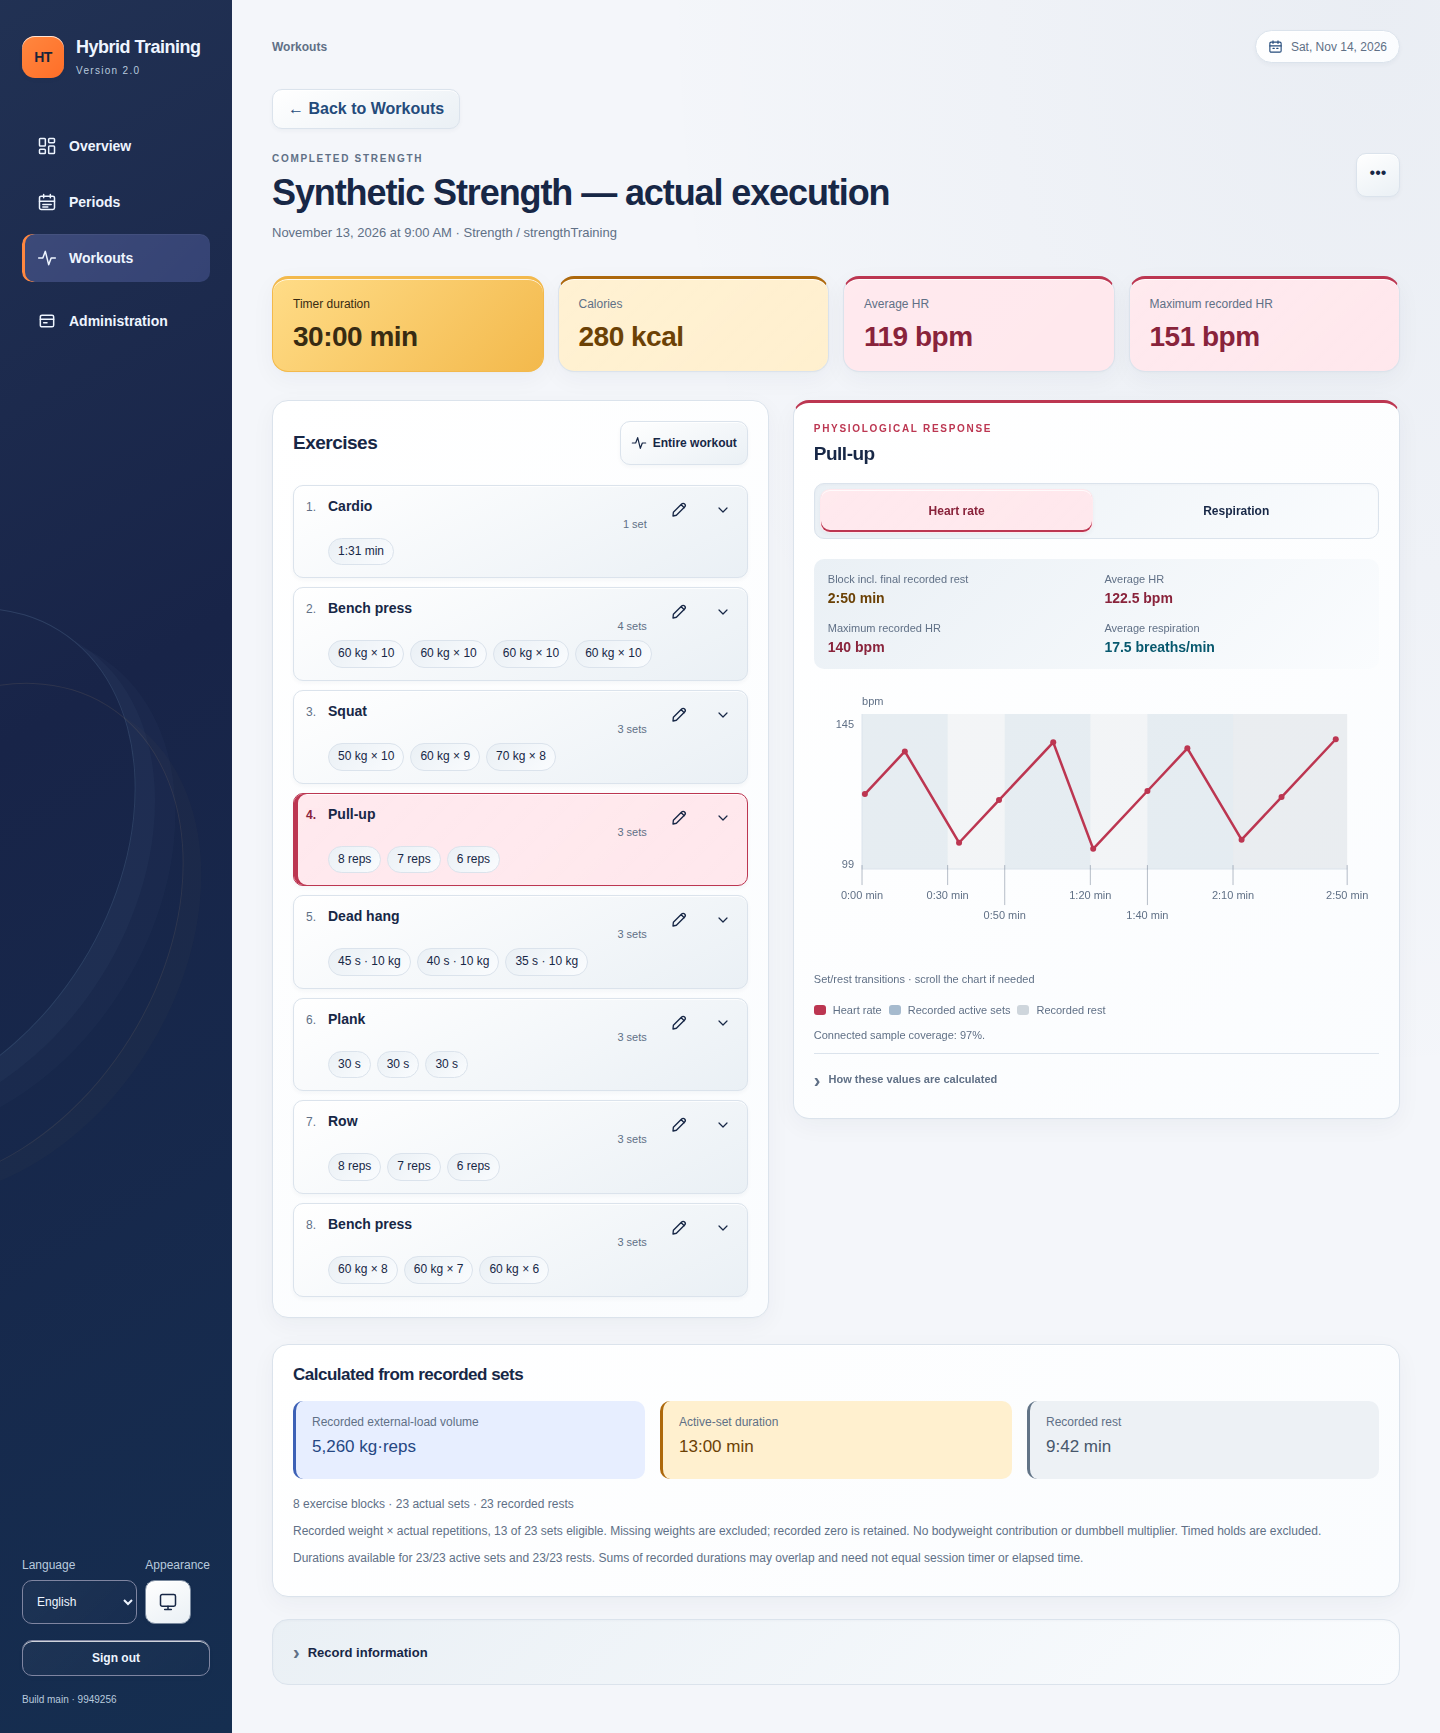 HT
Hybrid Training
Version 2.0
Overview
Periods
Workouts
Administration
Language
Appearance
English
Sign out
Build main · 9949256
Workouts
Sat, Nov 14, 2026
← Back to Workouts
COMPLETED STRENGTH
Synthetic Strength — actual execution
•••
November 13, 2026 at 9:00 AM · Strength / strengthTraining
Timer duration
30:00 min
Calories
280 kcal
Average HR
119 bpm
Maximum recorded HR
151 bpm
Exercises
Entire workout
1. Cardio
1 set
1:31 min
2. Bench press
4 sets
60 kg × 10 60 kg × 10 60 kg × 10 60 kg × 10
3. Squat
3 sets
50 kg × 10 60 kg × 9 70 kg × 8
4. Pull-up
3 sets
8 reps 7 reps 6 reps
5. Dead hang
3 sets
45 s · 10 kg 40 s · 10 kg 35 s · 10 kg
6. Plank
3 sets
30 s 30 s 30 s
7. Row
3 sets
8 reps 7 reps 6 reps
8. Bench press
3 sets
60 kg × 8 60 kg × 7 60 kg × 6
PHYSIOLOGICAL RESPONSE
Pull-up
Heart rate Respiration
Block incl. final recorded rest
2:50 min
Average HR
122.5 bpm
Maximum recorded HR
140 bpm
Average respiration
17.5 breaths/min
bpm
145
99
0:00 min 0:30 min 1:20 min 2:10 min 2:50 min
0:50 min 1:40 min
Set/rest transitions · scroll the chart if needed
Heart rate Recorded active sets Recorded rest
Connected sample coverage: 97%.
› How these values are calculated
Calculated from recorded sets
Recorded external-load volume
5,260 kg·reps
Active-set duration
13:00 min
Recorded rest
9:42 min
8 exercise blocks · 23 actual sets · 23 recorded rests
Recorded weight × actual repetitions, 13 of 23 sets eligible. Missing weights are excluded; recorded zero is retained. No bodyweight contribution or dumbbell multiplier. Timed holds are excluded.
Durations available for 23/23 active sets and 23/23 rests. Sums of recorded durations may overlap and need not equal session timer or elapsed time.
› Record information